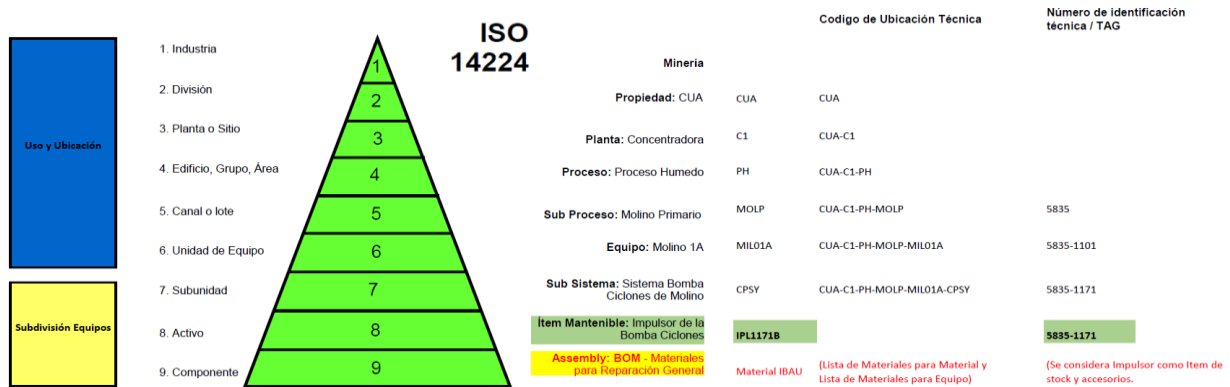 Codigo de Ubicación Técnica
Número de identificación
técnica / TAG
ISO
14224
Uso y Ubicación
Subdivisión Equipos
1. Industria
2. División
3. Planta o Sitio
4. Edificio, Grupo, Área
5. Canal o lote
6. Unidad de Equipo
7. Subunidad
8. Activo
9. Componente
1
2
3
4
5
6
7
8
9
Minería
Propiedad: CUA CUA CUA
Planta: Concentradora C1 CUA-C1
Proceso: Proceso Humedo PH CUA-C1-PH
Sub Proceso: Molino Primario MOLP CUA-C1-PH-MOLP 5835
Equipo: Molino 1A MIL01A CUA-C1-PH-MOLP-MIL01A 5835-1101
Sub Sistema: Sistema Bomba
Ciclones de Molino
CPSY CUA-C1-PH-MOLP-MIL01A-CPSY 5835-1171
Ítem Mantenible: Impulsor de la
Bomba Ciclones
IPL1171B 5835-1171
Assembly: BOM - Materiales
para Reparación General
Material IBAU
(Lista de Materiales para Material y
Lista de Materiales para Equipo)
(Se considera Impulsor como Item de
stock y accesorios.